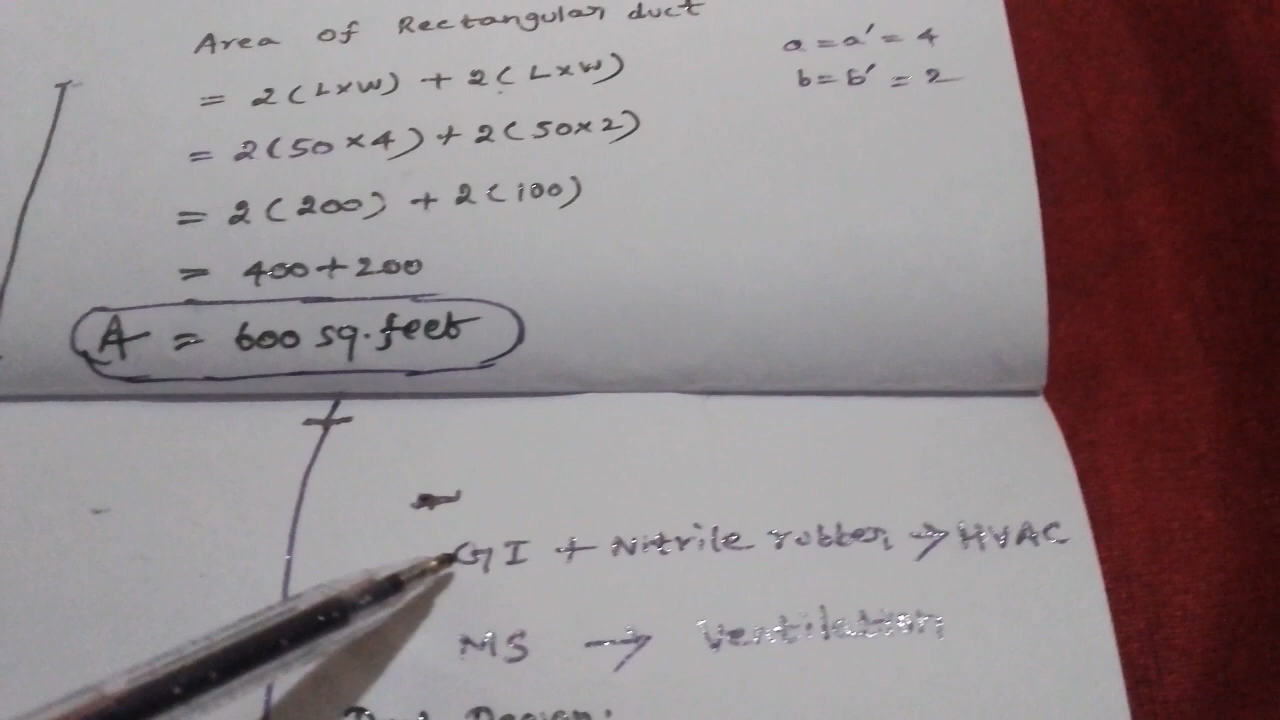 Area of Rectangular duct
= 2(L×W) + 2(L×W)
= 2(50×4) + 2(50×2)
= 2(200) + 2(100)
= 400+200
A = 600 sq.feet
a = a' = 4
b = b' = 2
GI + Nitrile rubber → HVAC
MS → Ventilation
Design: